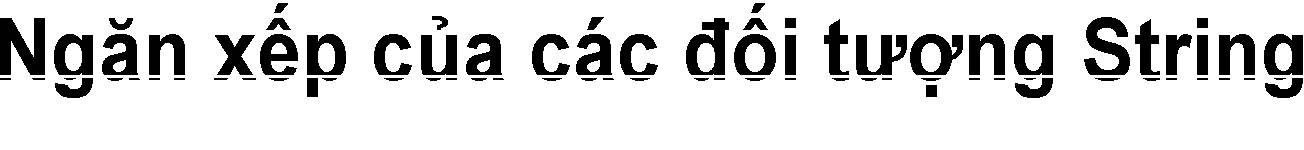 Ngăn xếp của các đối tượng String